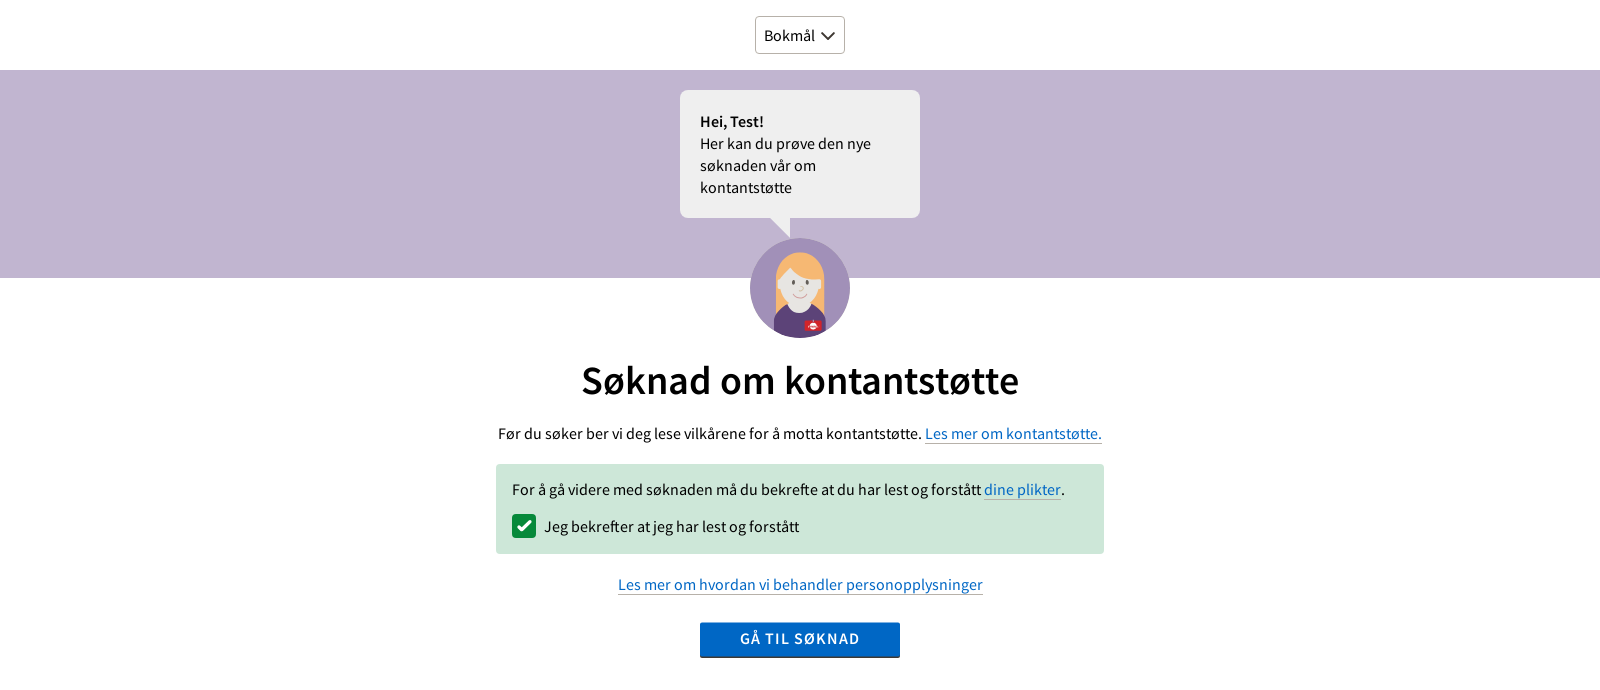 Bokmål
Hei, Test!
Her kan du prøve den nye
søknaden vår om
kontantstøtte
Søknad om kontantstøtte
Før du søker ber vi deg lese vilkårene for å motta kontantstøtte. Les mer om kontantstøtte.
For å gå videre med søknaden må du bekrefte at du har lest og forstått dine plikter.
Jeg bekrefter at jeg har lest og forstått
Les mer om hvordan vi behandler personopplysninger
GÅ TIL SØKNAD